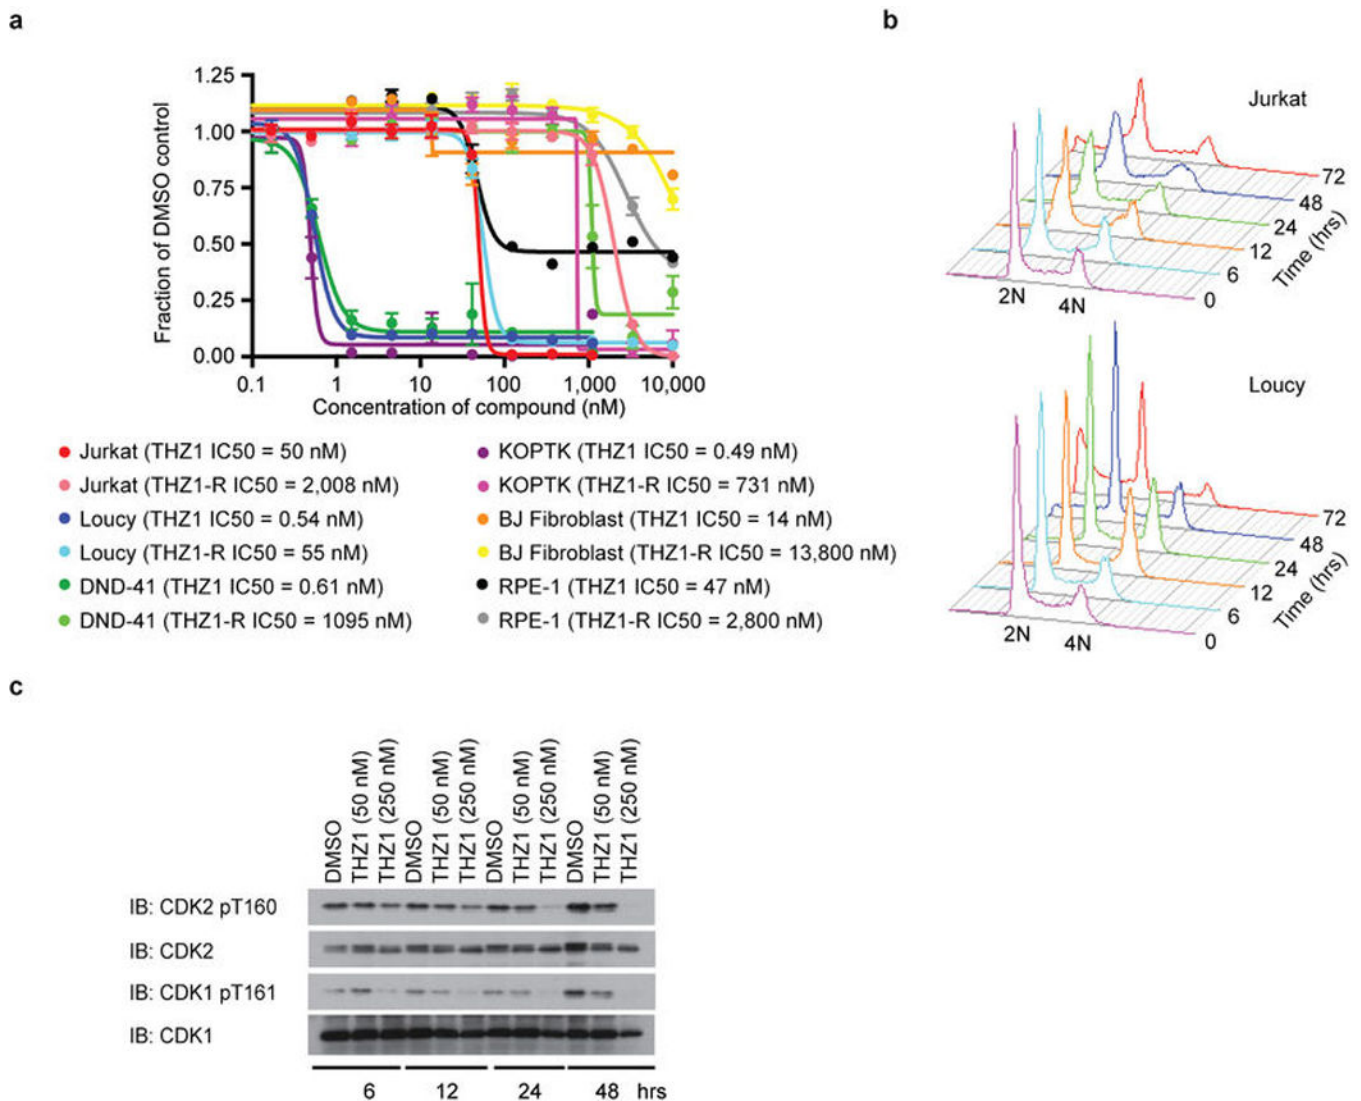 a
1.25
1.00
0.75
0.50
0.25
0.00
Fraction of DMSO control
0.1 1 10 100 1,000 10,000
Concentration of compound (nM)
Jurkat (THZ1 IC50 = 50 nM)
Jurkat (THZ1-R IC50 = 2,008 nM)
Loucy (THZ1 IC50 = 0.54 nM)
Loucy (THZ1-R IC50 = 55 nM)
DND-41 (THZ1 IC50 = 0.61 nM)
DND-41 (THZ1-R IC50 = 1095 nM)
KOPTK (THZ1 IC50 = 0.49 nM)
KOPTK (THZ1-R IC50 = 731 nM)
BJ Fibroblast (THZ1 IC50 = 14 nM)
BJ Fibroblast (THZ1-R IC50 = 13,800 nM)
RPE-1 (THZ1 IC50 = 47 nM)
RPE-1 (THZ1-R IC50 = 2,800 nM)
b
Jurkat
72
48
24
12
6
0
Time (hrs)
2N
4N
Loucy
72
48
24
12
6
0
Time (hrs)
2N
4N
c
DMSO
THZ1 (50 nM)
THZ1 (250 nM)
DMSO
THZ1 (50 nM)
THZ1 (250 nM)
DMSO
THZ1 (50 nM)
THZ1 (250 nM)
DMSO
THZ1 (50 nM)
THZ1 (250 nM)
IB: CDK2 pT160
IB: CDK2
IB: CDK1 pT161
IB: CDK1
6 12 24 48 hrs